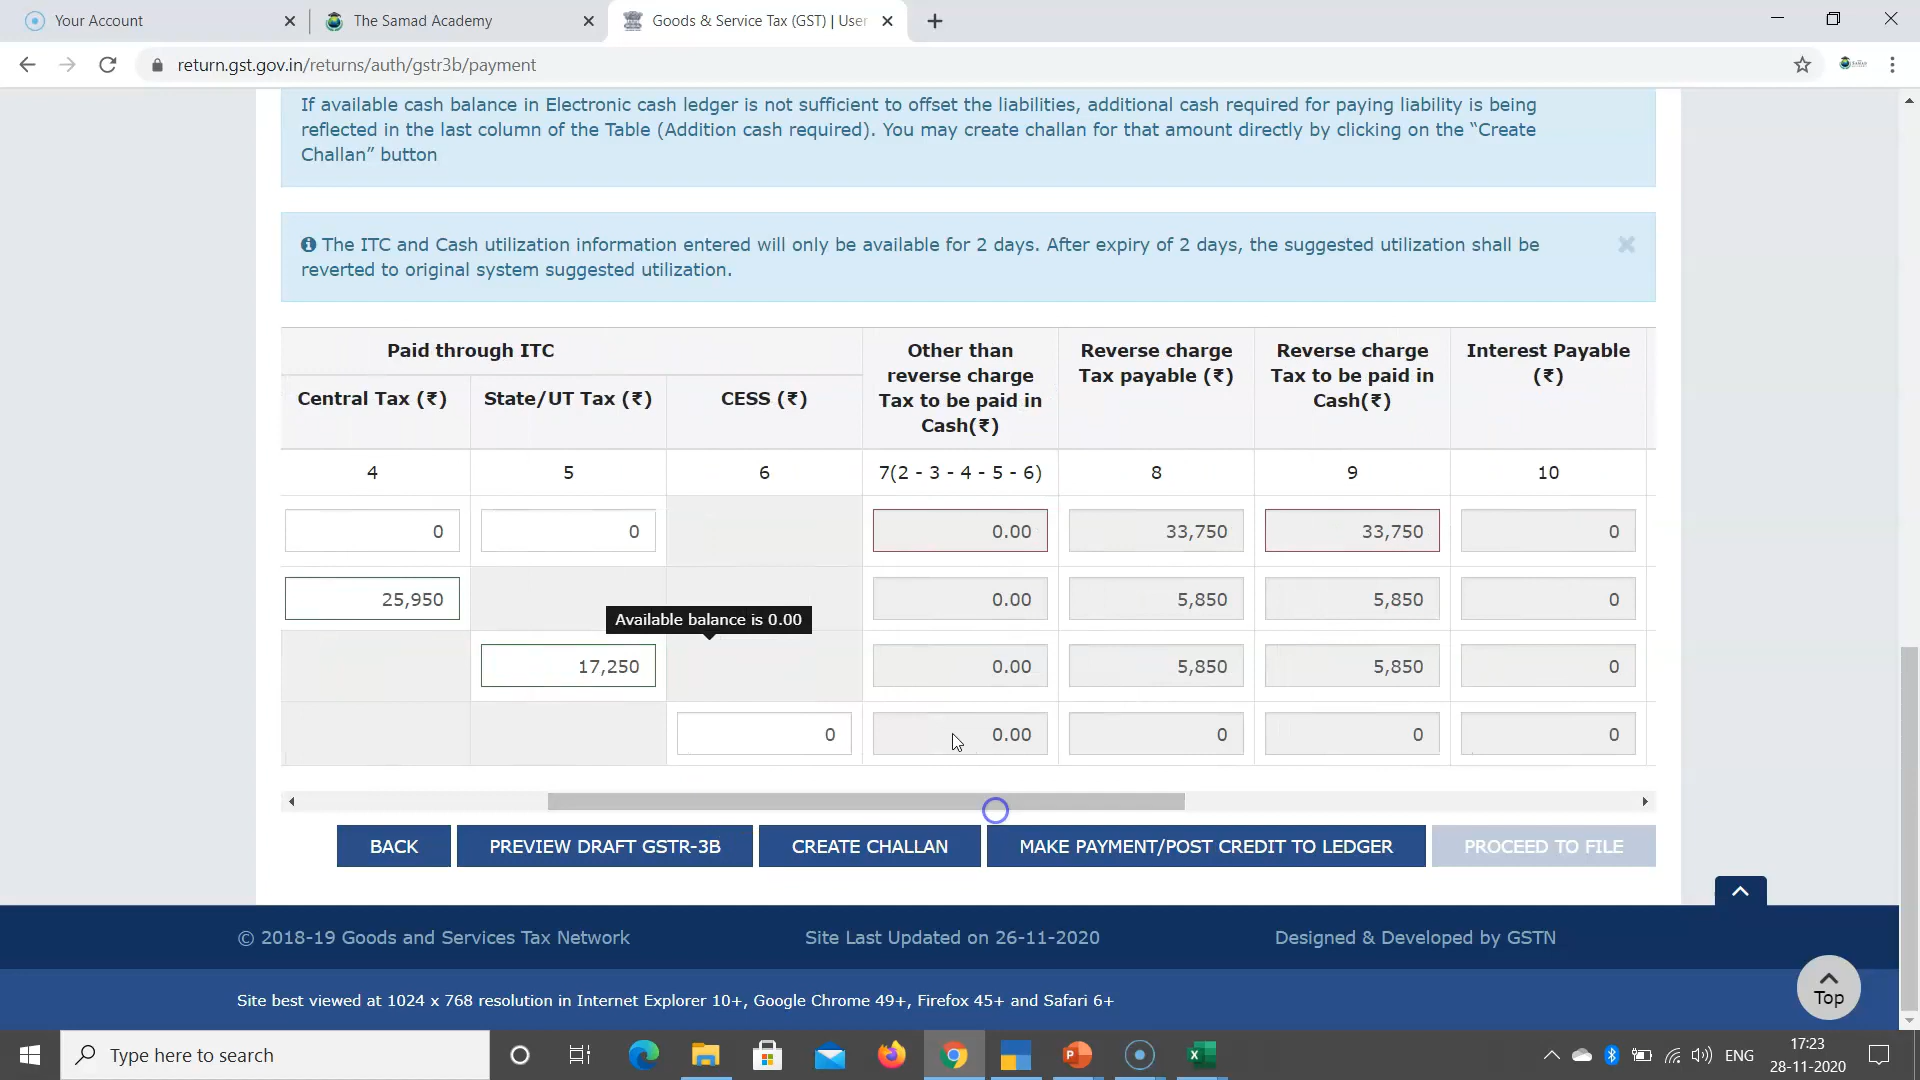 Your Account
The Samad Academy
Goods & Service Tax (GST) | User
return.gst.gov.in/returns/auth/gstr3b/payment
If available cash balance in Electronic cash ledger is not sufficient to offset the liabilities, additional cash required for paying liability is being
reflected in the last column of the Table (Addition cash required). You may create challan for that amount directly by clicking on the “Create
Challan” button
The ITC and Cash utilization information entered will only be available for 2 days. After expiry of 2 days, the suggested utilization shall be
reverted to original system suggested utilization.
Paid through ITC
Central Tax (₹) State/UT Tax (₹) CESS (₹)
Other than
reverse charge
Tax to be paid in
Cash(₹)
Reverse charge
Tax payable (₹)
Reverse charge
Tax to be paid in
Cash(₹)
Interest Payable
(₹)
4 5 6 7(2 - 3 - 4 - 5 - 6) 8 9 10
0 0 0.00 33,750 33,750 0
25,950 0.00 5,850 5,850 0
Available balance is 0.00
17,250 0.00 5,850 5,850 0
0 0.00 0 0 0
BACK PREVIEW DRAFT GSTR-3B CREATE CHALLAN MAKE PAYMENT/POST CREDIT TO LEDGER PROCEED TO FILE
© 2018-19 Goods and Services Tax Network Site Last Updated on 26-11-2020 Designed & Developed by GSTN
Site best viewed at 1024 x 768 resolution in Internet Explorer 10+, Google Chrome 49+, Firefox 45+ and Safari 6+
Top
Type here to search
ENG
17:23
28-11-2020